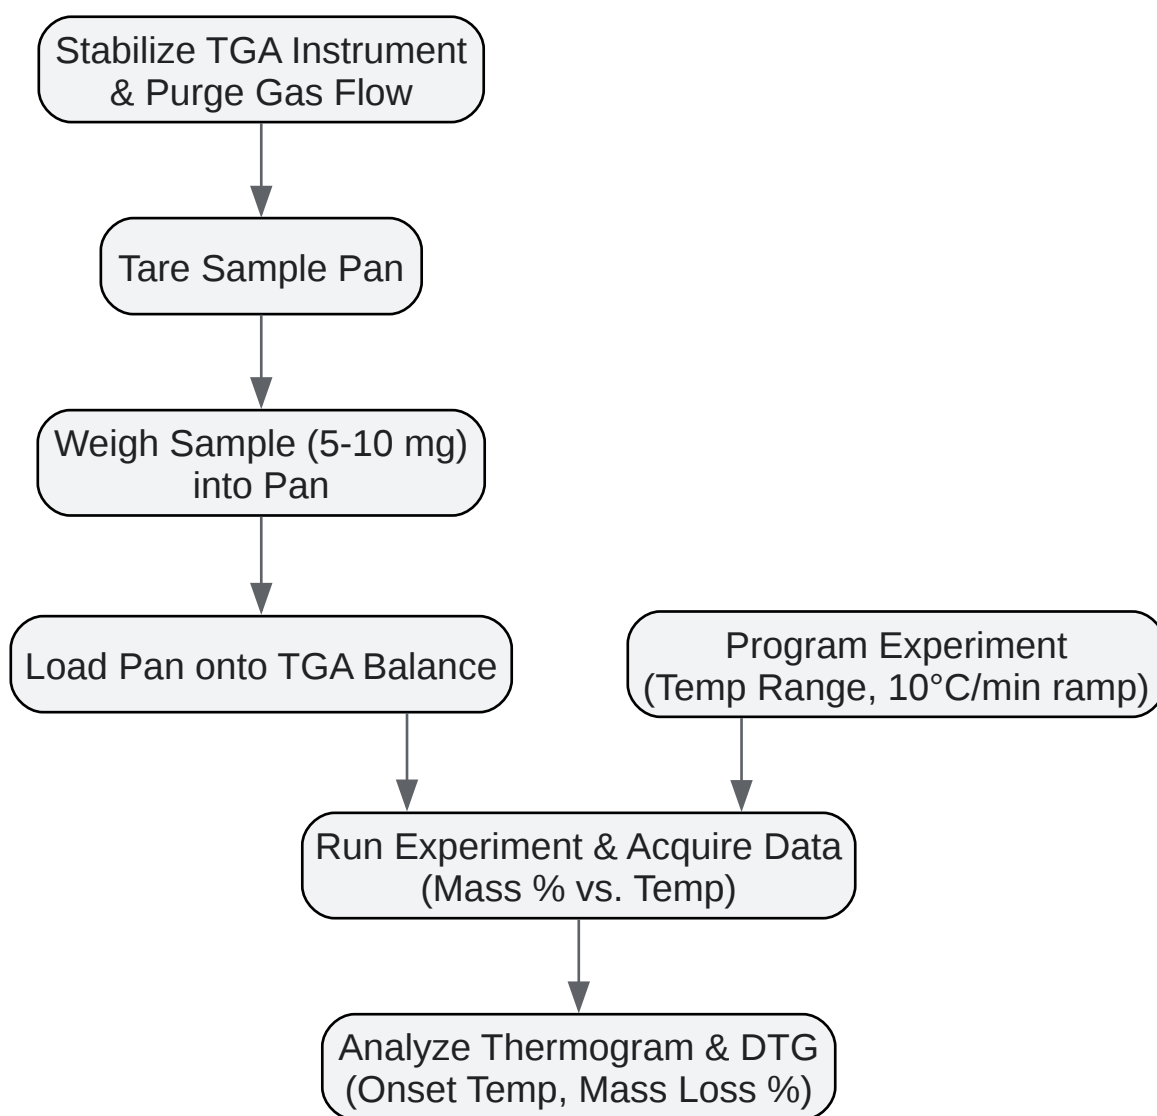 Stabilize TGA Instrument
& Purge Gas Flow
Tare Sample Pan
Weigh Sample (5-10 mg)
into Pan
Load Pan onto TGA Balance
Program Experiment
(Temp Range, 10°C/min ramp)
Run Experiment & Acquire Data
(Mass % vs. Temp)
Analyze Thermogram & DTG
(Onset Temp, Mass Loss %)